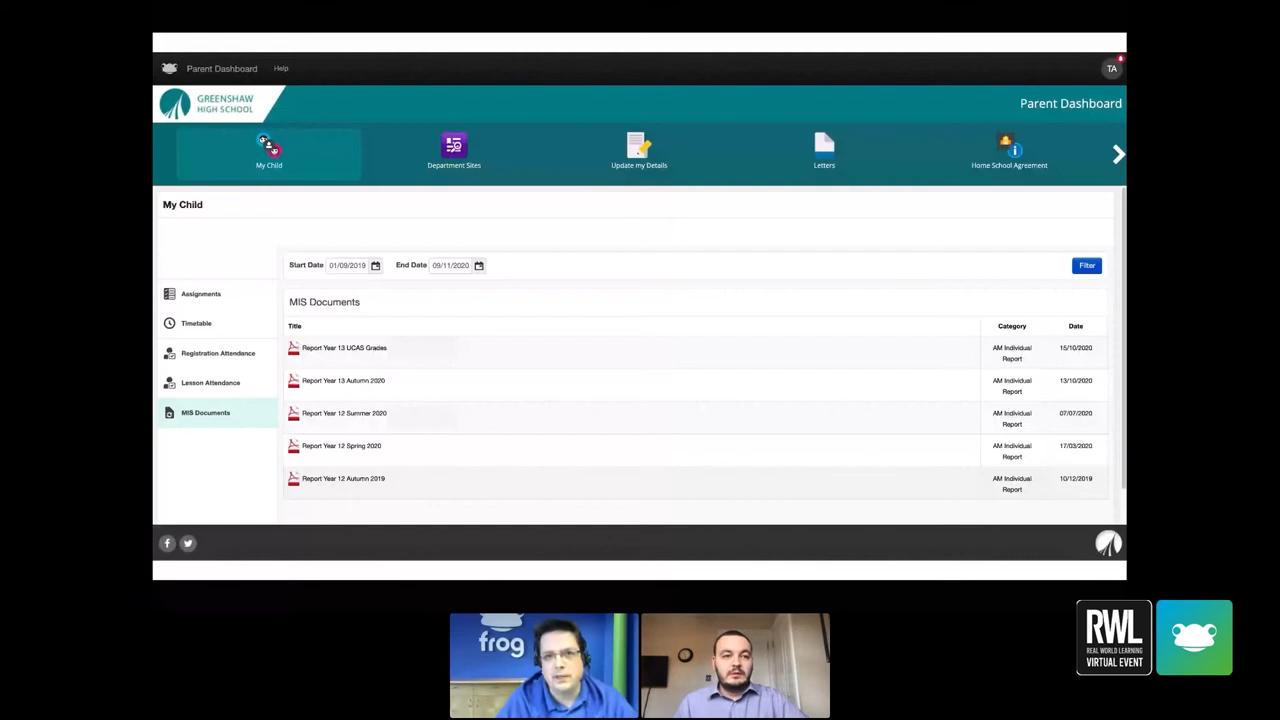 Parent Dashboard
Help
TA
GREENSHAW
HIGH SCHOOL
Parent Dashboard
My Child
Department Sites
Update my Details
Letters
Home School Agreement
My Child
Start Date 01/09/2019 End Date 09/11/2020 Filter
Assignments
Timetable
Registration Attendance
Lesson Attendance
MIS Documents
MIS Documents
Title Category Date
Report Year 13 UCAS Grades AM Individual 15/10/2020
Report
Report Year 13 Autumn 2020 AM Individual 13/10/2020
Report
Report Year 12 Summer 2020 AM Individual 07/07/2020
Report
Report Year 12 Spring 2020 AM Individual 17/03/2020
Report
Report Year 12 Autumn 2019 AM Individual 10/12/2019
Report
frog
RWL
REAL WORLD LEARNING
VIRTUAL EVENT